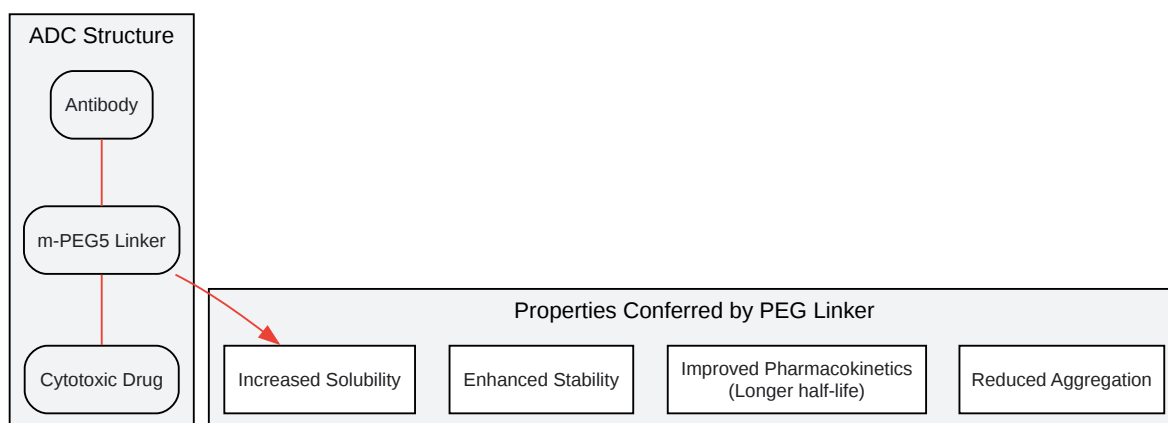 ADC Structure
Antibody
m-PEG5 Linker
Cytotoxic Drug
Properties Conferred by PEG Linker
Increased Solubility
Enhanced Stability
Improved Pharmacokinetics
(Longer half-life)
Reduced Aggregation